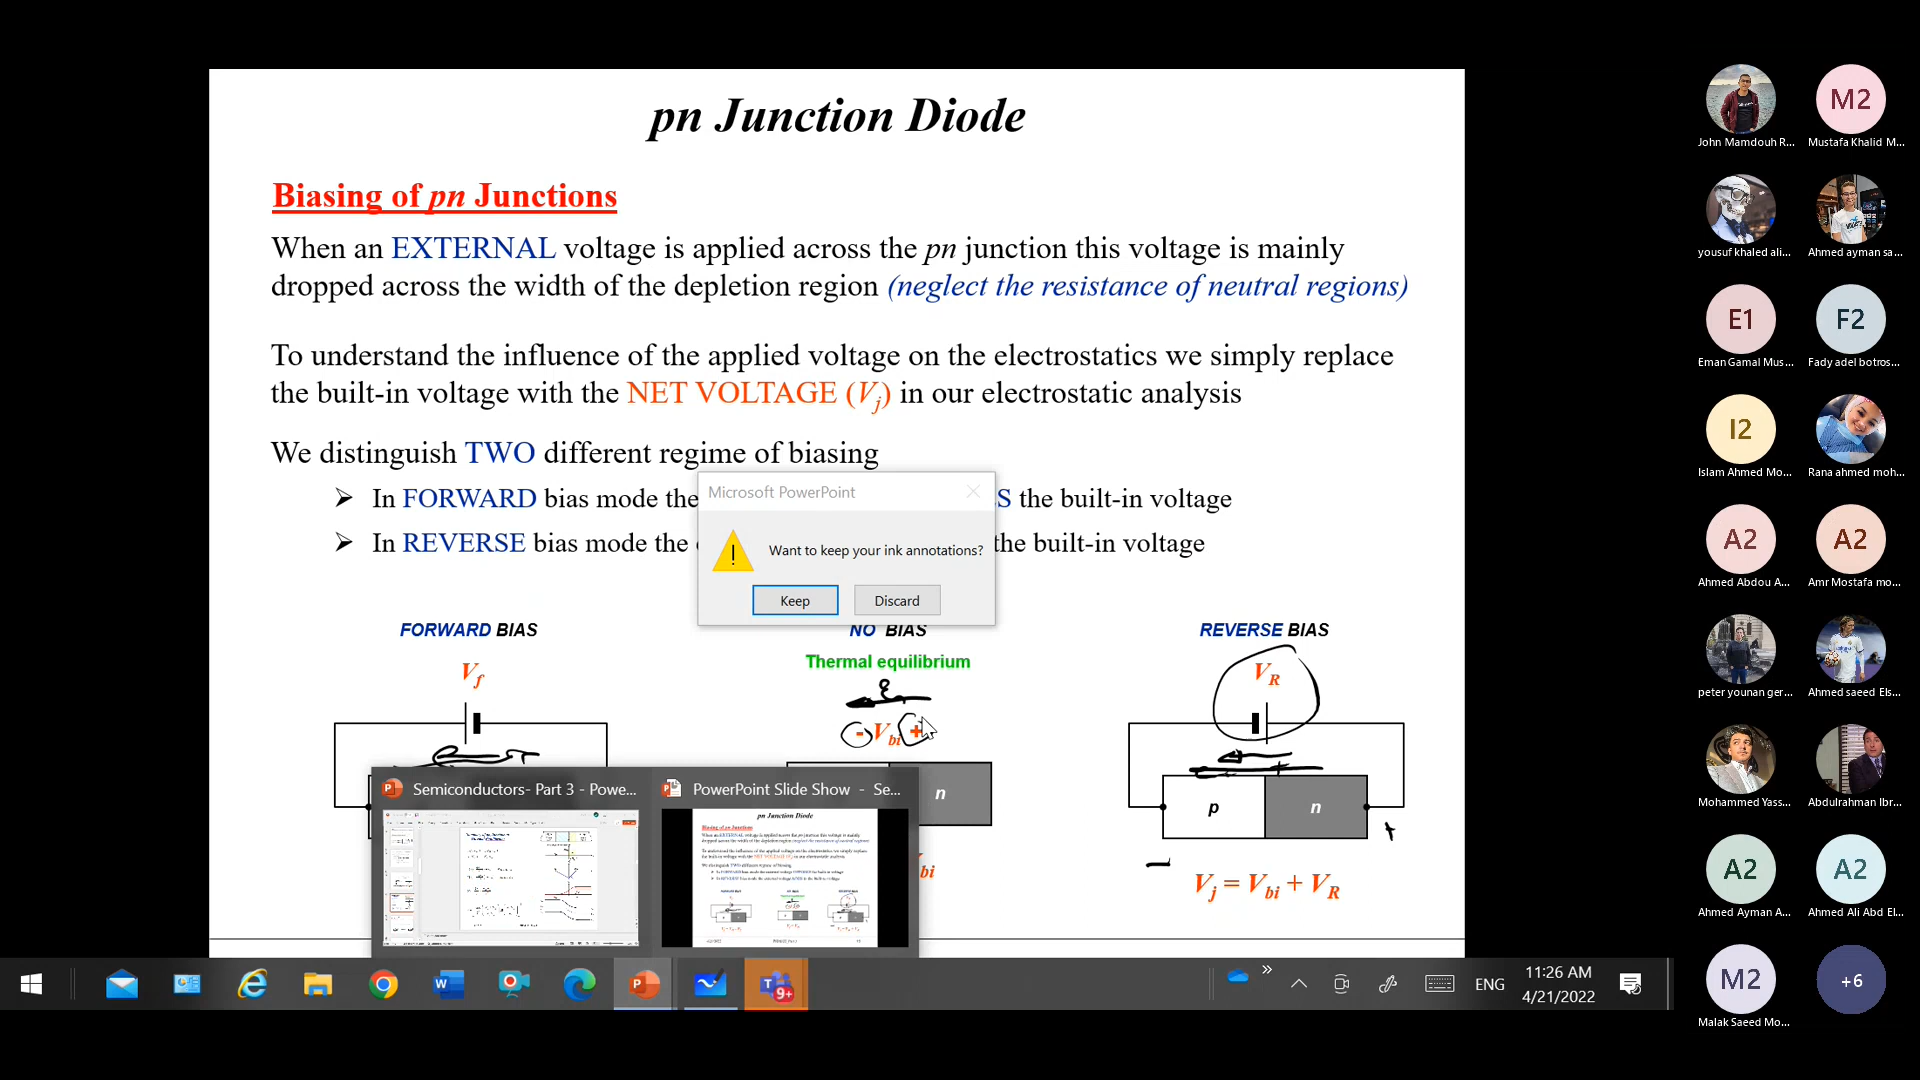 pn Junction Diode
Biasing of pn Junctions
When an EXTERNAL voltage is applied across the pn junction this voltage is mainly
dropped across the width of the depletion region (neglect the resistance of neutral regions)
To understand the influence of the applied voltage on the electrostatics we simply replace
the built-in voltage with the NET VOLTAGE (Vj) in our electrostatic analysis
We distinguish TWO different regime of biasing
➢ In FORWARD bias mode the S the built-in voltage
➢ In REVERSE bias mode the the built-in voltage
Microsoft PowerPoint
Want to keep your ink annotations?
Keep Discard
FORWARD BIAS NO BIAS REVERSE BIAS
Thermal equilibrium
Vf VR
- Vbi +
n p n
- +
bi Vj = Vbi + VR
Semiconductors- Part 3 - Powe... PowerPoint Slide Show - Se...
pn Junction Diode
Biasing of pn Junctions
ENG
11:26 AM
4/21/2022
9+
John Mamdouh R... Mustafa Khalid M...
M2
yousuf khaled ali... Ahmed ayman sa...
E1 F2
Eman Gamal Mus... Fady adel botros...
I2
Islam Ahmed Mo... Rana ahmed moh...
A2 A2
Ahmed Abdou A... Amr Mostafa mo...
peter younan ger... Ahmed saeed Els...
Mohammed Yass... Abdulrahman Ibr...
A2 A2
Ahmed Ayman A... Ahmed Ali Abd El...
M2 +6
Malak Saeed Mo...